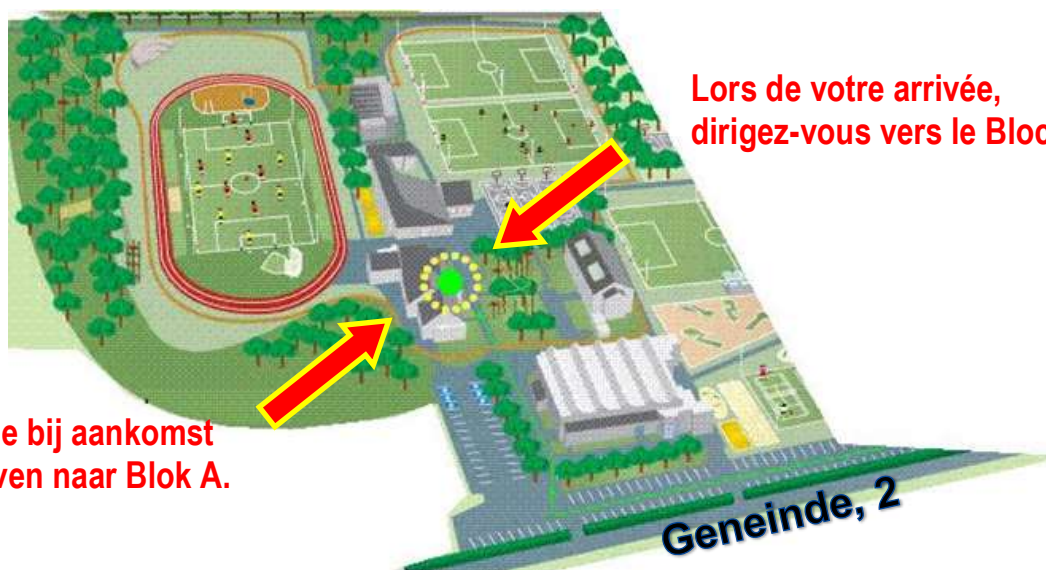 Lors de votre arrivée,
dirigez-vous vers le Bloc
e bij aankomst
ven naar Blok A.
Geneinde, 2